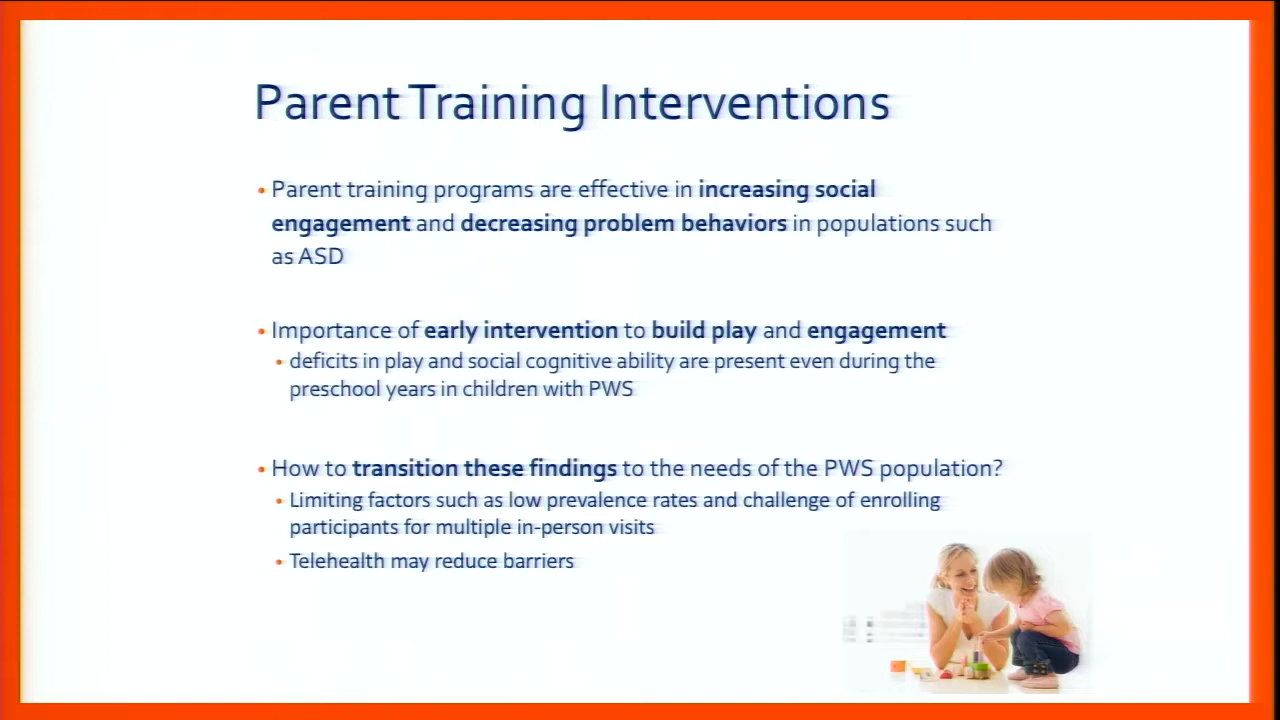 Parent Training Interventions
• Parent training programs are effective in increasing social
engagement and decreasing problem behaviors in populations such
as ASD
• Importance of early intervention to build play and engagement
• deficits in play and social cognitive ability are present even during the
preschool years in children with PWS
• How to transition these findings to the needs of the PWS population?
• Limiting factors such as low prevalence rates and challenge of enrolling
participants for multiple in-person visits
• Telehealth may reduce barriers